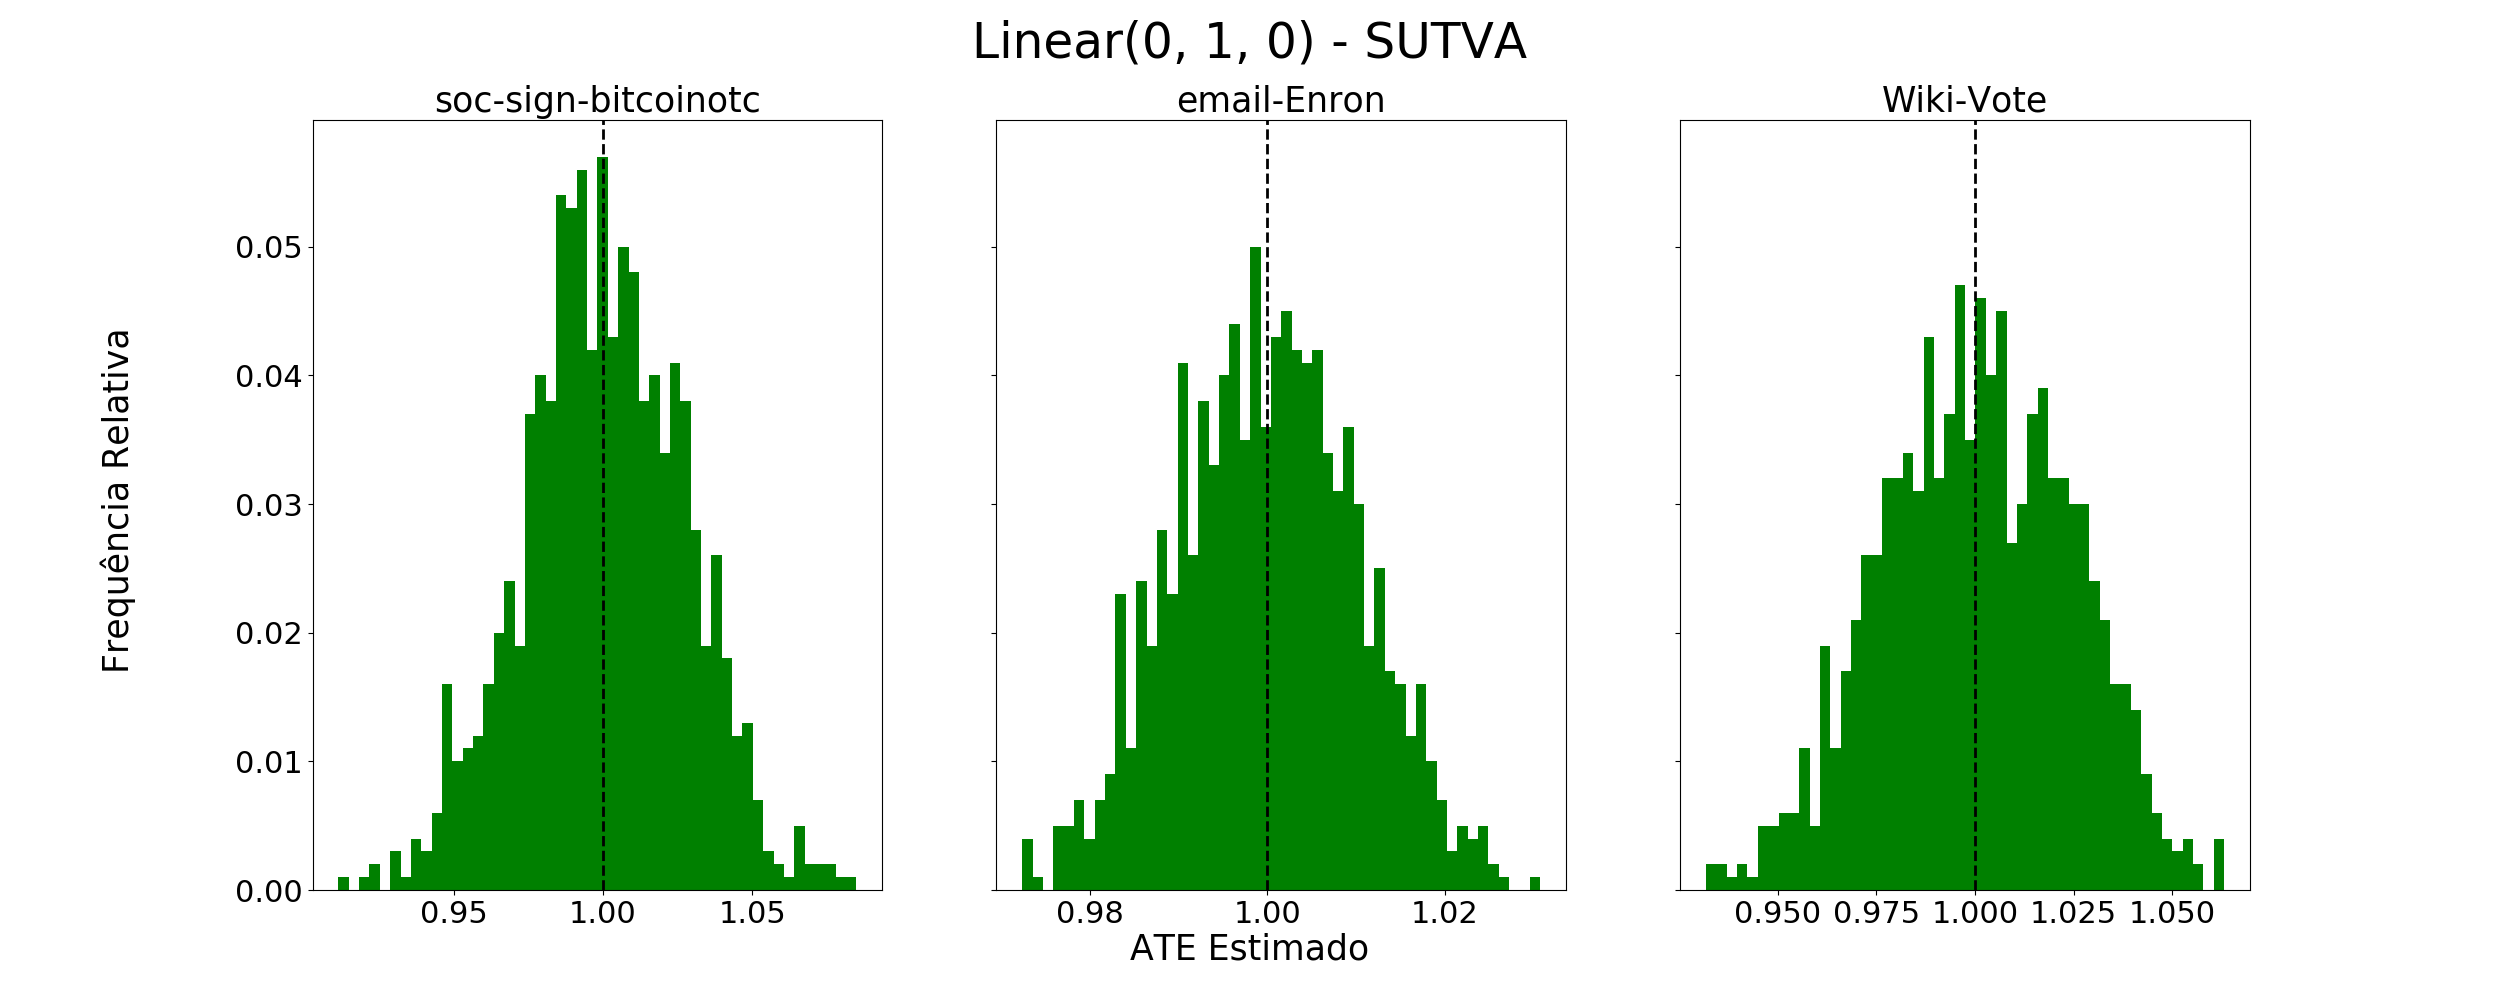 Linear(0, 1, 0) - SUTVA
soc-sign-bitcoinotc
email-Enron
Wiki-Vote
Frequência Relativa
0.05
0.04
0.03
0.02
0.01
0.00
0.95 1.00 1.05
0.98 1.00 1.02
0.950 0.975 1.000 1.025 1.050
ATE Estimado